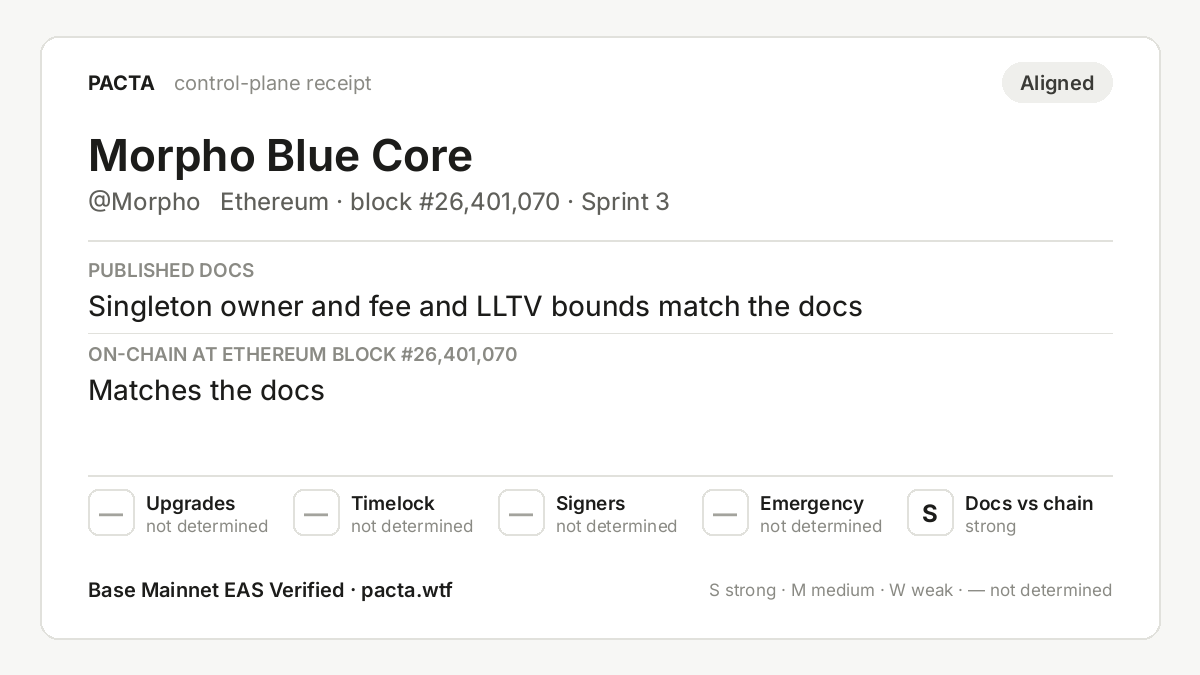 PACTA control-plane receipt Aligned
Morpho Blue Core
@Morpho Ethereum · block #26,401,070 · Sprint 3
PUBLISHED DOCS
Singleton owner and fee and LLTV bounds match the docs
ON-CHAIN AT ETHEREUM BLOCK #26,401,070
Matches the docs
— Upgrades not determined
— Timelock not determined
— Signers not determined
— Emergency not determined
S Docs vs chain strong
Base Mainnet EAS Verified · pacta.wtf
S strong · M medium · W weak · — not determined